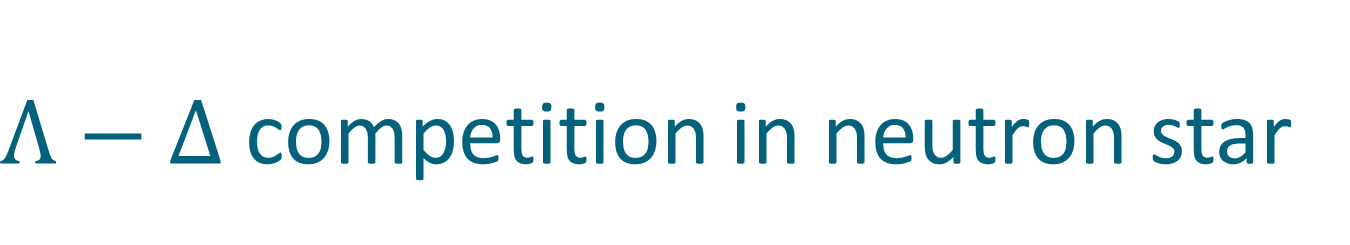 Λ − Δ competition in neutron star